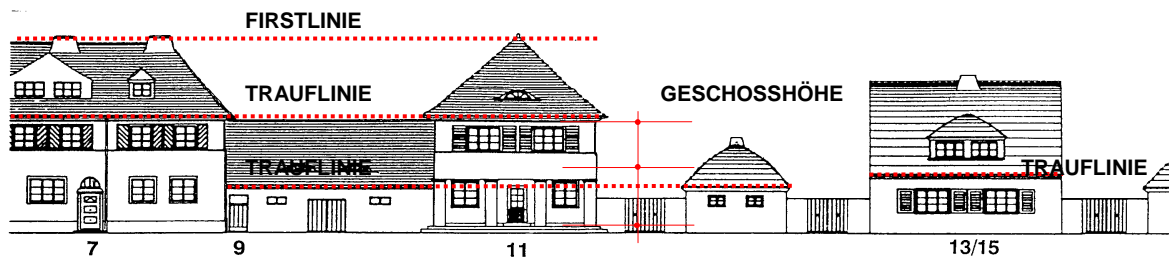 FIRSTLINIE
TRAUFLINIE
GESCHOSSHÖHE
TRAUFLINIE
TRAUFLINIE
7
9
11
13/15